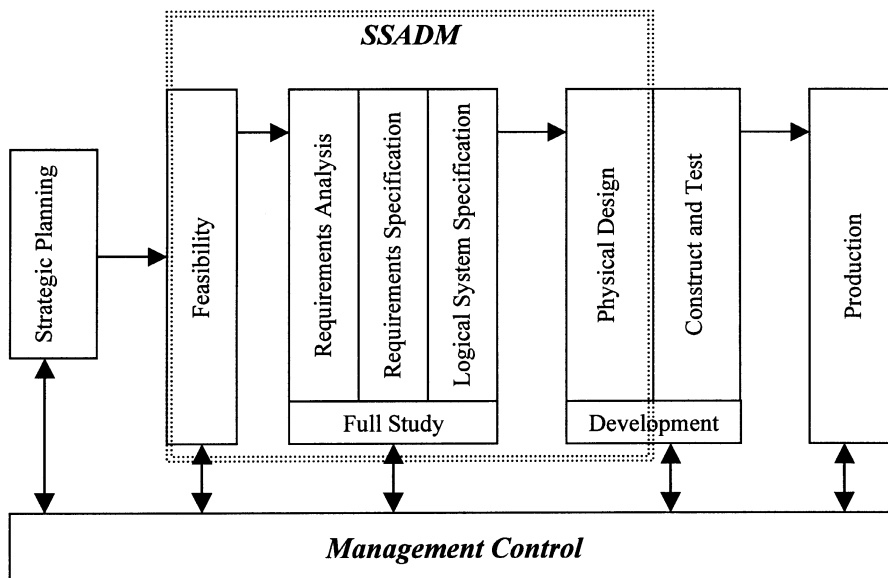 SSADM
Strategic Planning
Feasibility
Requirements Analysis
Requirements Specification
Logical System Specification
Full Study
Physical Design
Construct and Test
Development
Production
Management Control